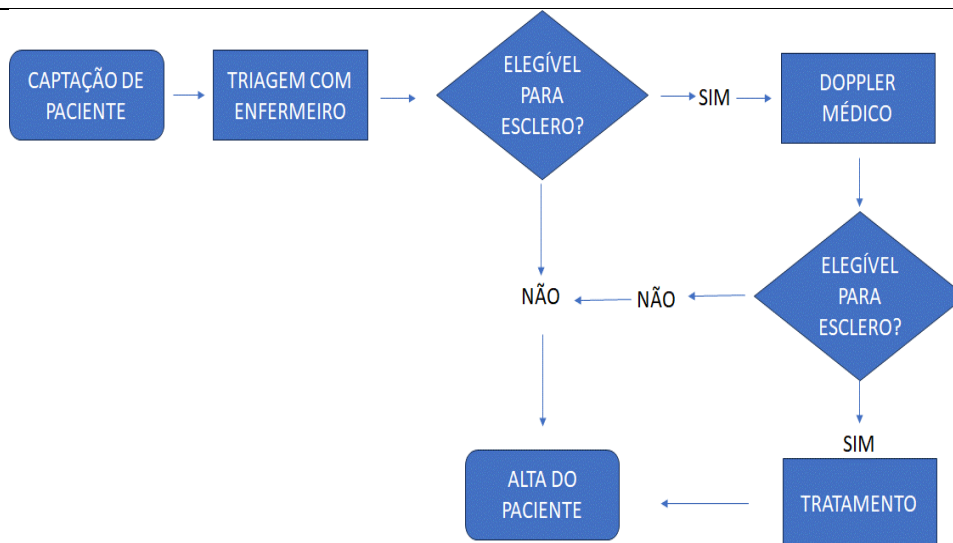 CAPTAÇÃO DE
PACIENTE
TRIAGEM COM
ENFERMEIRO
ELEGÍVEL
PARA
ESCLERO?
SIM
DOPPLER
MÉDICO
ELEGÍVEL
PARA
ESCLERO?
NÃO
NÃO
SIM
TRATAMENTO
ALTA DO
PACIENTE